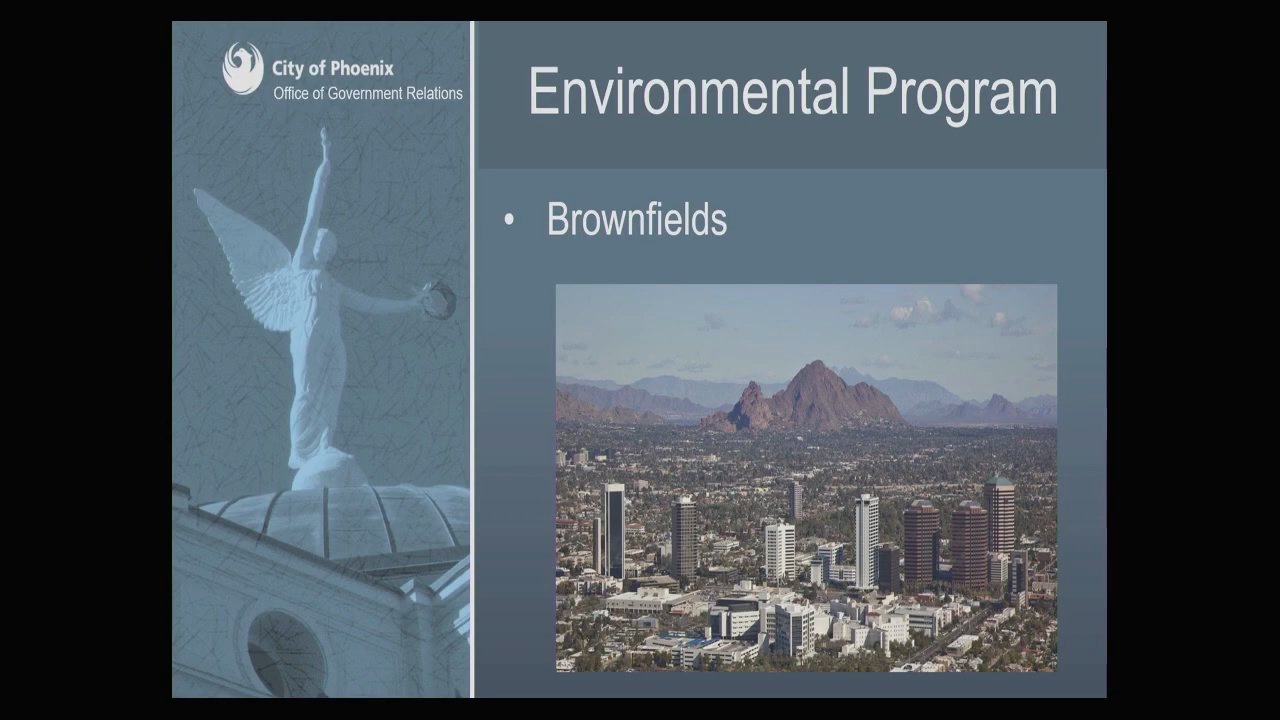 City of Phoenix
Office of Government Relations
Environmental Program
• Brownfields